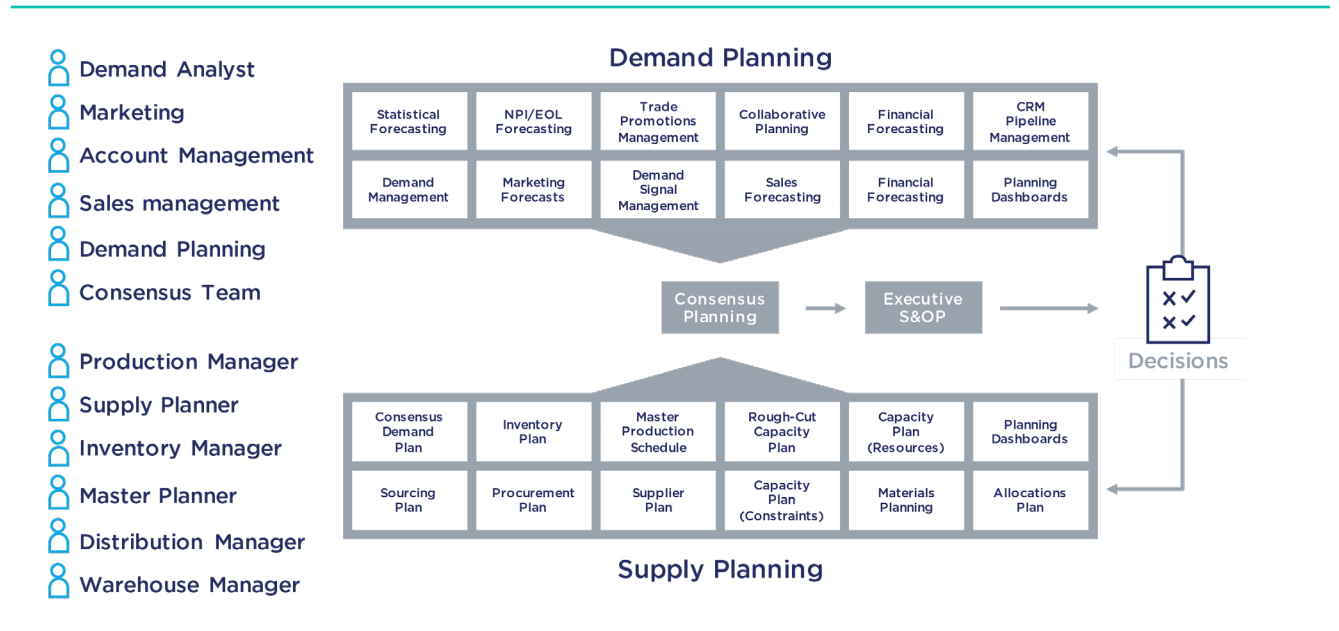 Demand Analyst
Marketing
Account Management
Sales management
Demand Planning
Consensus Team
Production Manager
Supply Planner
Inventory Manager
Master Planner
Distribution Manager
Warehouse Manager
Demand Planning
Statistical
Forecasting
NPI/EOL
Forecasting
Trade
Promotions
Management
Collaborative
Planning
Financial
Forecasting
CRM
Pipeline
Management
Demand
Management
Marketing
Forecasts
Demand
Signal
Management
Sales
Forecasting
Financial
Forecasting
Planning
Dashboards
Consensus
Planning
Executive
S&OP
Decisions
Consensus
Demand
Plan
Inventory
Plan
Master
Production
Schedule
Rough-Cut
Capacity
Plan
Capacity
Plan
(Resources)
Planning
Dashboards
Sourcing
Plan
Procurement
Plan
Supplier
Plan
Capacity
Plan
(Constraints)
Materials
Planning
Allocations
Plan
Supply Planning